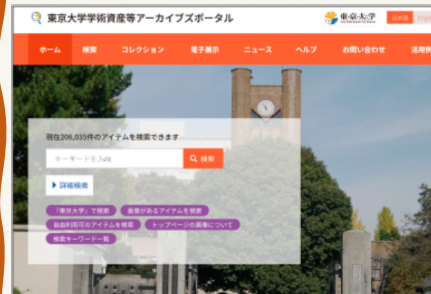 東京大学学術資産等アーカイブズポータル
東京大学
日本語
ホーム 検索 コレクション 電子展示 ニュース ヘルプ お問い合わせ 活用例
現在206,035件のアイテムを検索できます
キーワードを入力
検索
詳細検索
「東京大学」で検索 画像があるアイテムを検索
自由利用可のアイテムを検索 トップページの画像について
検索キーワード一覧